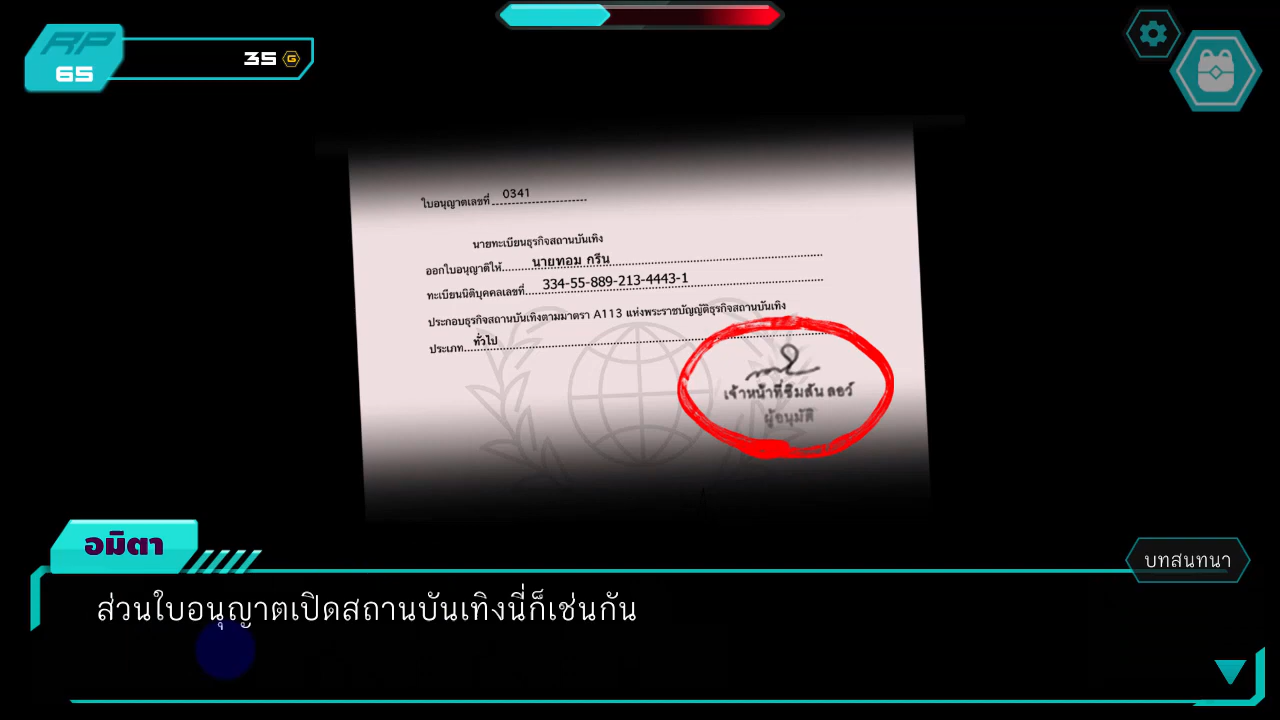 RP
65
35 G
ใบอนุญาตเลขที่ 0341
นายทะเบียนธุรกิจสถานบันเทิง
ออกใบอนุญาติให้ นายทอม กรีน
ทะเบียนนิติบุคคลเลขที่ 334-55-889-213-4443-1
ประกอบธุรกิจสถานบันเทิงตามมาตรา A113 แห่งพระราชบัญญัติธุรกิจสถานบันเทิง
ประเภท ทั่วไป
เจ้าหน้าที่ซิมสัน ลอว์
ผู้อนุมัติ
อมิตา
บทสนทนา
ส่วนใบอนุญาตเปิดสถานบันเทิงนี่ก็เช่นกัน